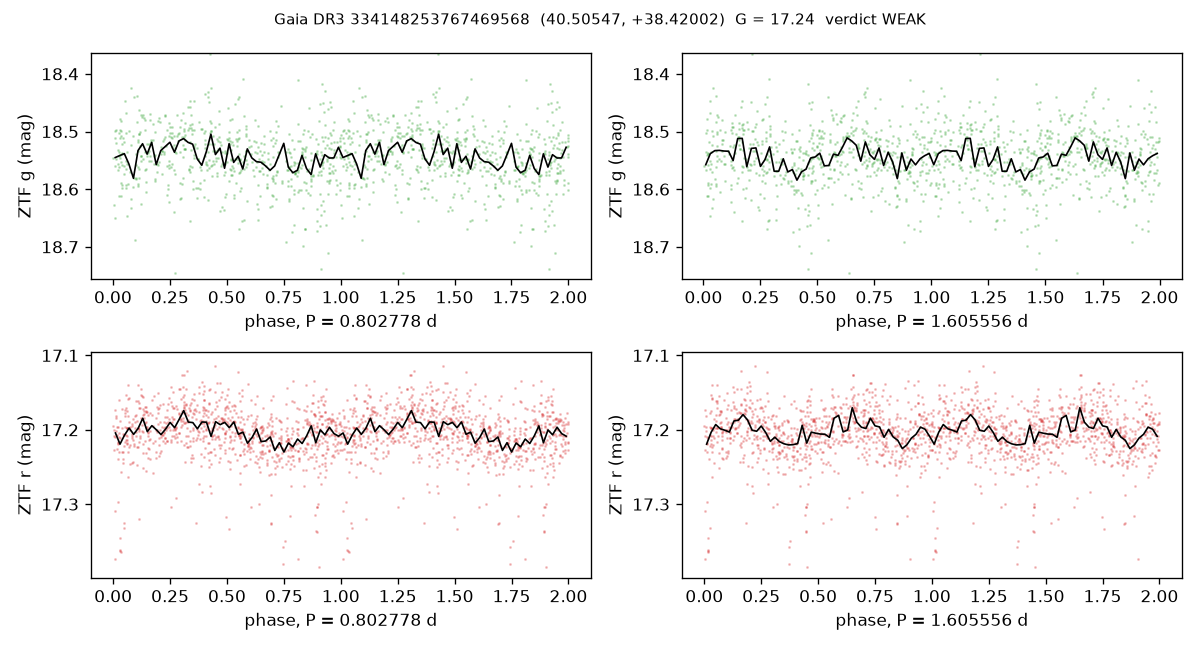 Gaia DR3 334148253767469568  (40.50547, +38.42002)  G = 17.24  verdict WEAK
ZTF g (mag)
18.4
18.5
18.6
18.7
0.00 0.25 0.50 0.75 1.00 1.25 1.50 1.75 2.00
phase, P = 0.802778 d
ZTF g (mag)
18.4
18.5
18.6
18.7
0.00 0.25 0.50 0.75 1.00 1.25 1.50 1.75 2.00
phase, P = 1.605556 d
ZTF r (mag)
17.1
17.2
17.3
0.00 0.25 0.50 0.75 1.00 1.25 1.50 1.75 2.00
phase, P = 0.802778 d
ZTF r (mag)
17.1
17.2
17.3
0.00 0.25 0.50 0.75 1.00 1.25 1.50 1.75 2.00
phase, P = 1.605556 d